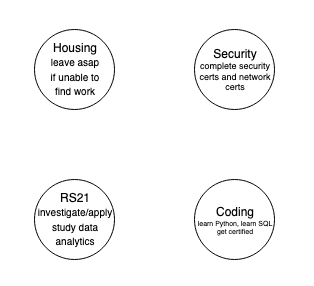 Housing
leave asap
if unable to
find work
Security
complete security
certs and network
certs
RS21
investigate/apply
study data
analytics
Coding
learn Python, learn SQL
get certified